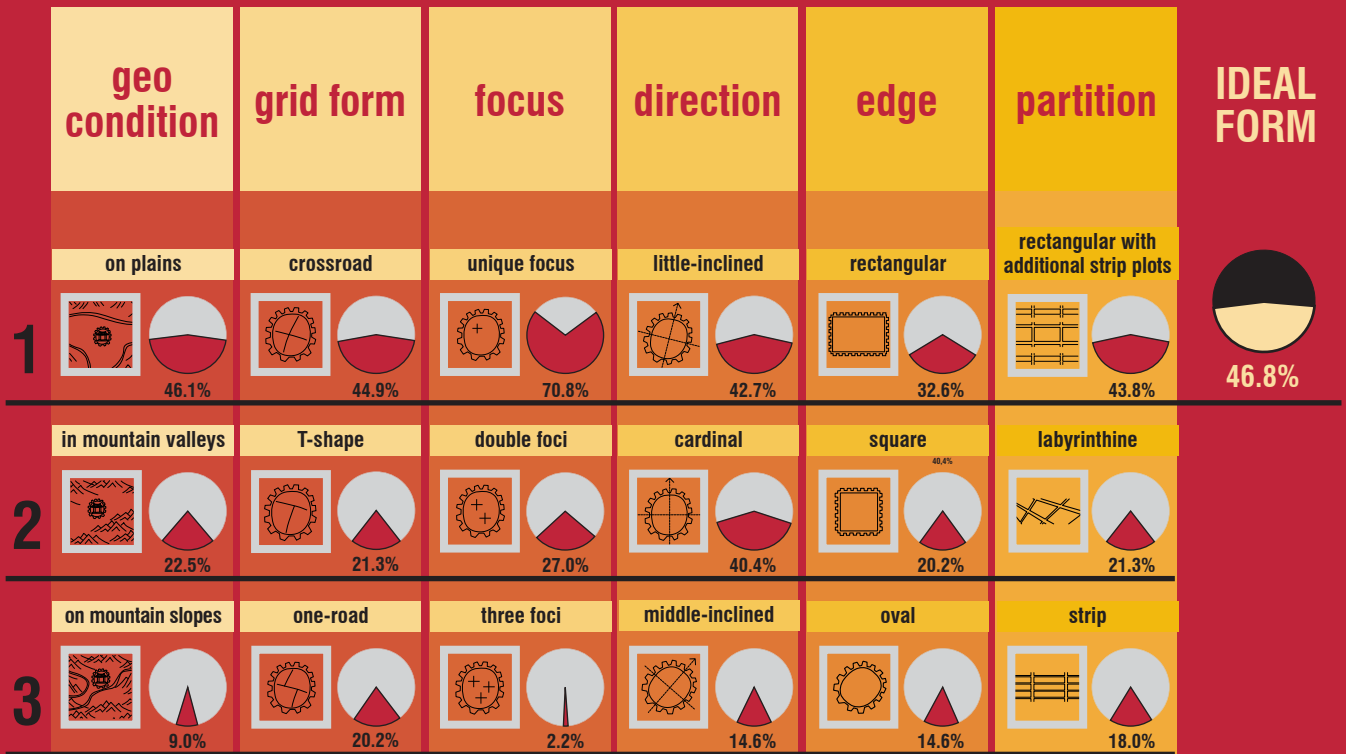 geo
condition
grid form
focus
direction
edge
partition
IDEAL
FORM
1
on plains
crossroad
unique focus
little-inclined
rectangular
rectangular with
additional strip plots
46.1%
44.9%
70.8%
42.7%
32.6%
43.8%
46.8%
2
in mountain valleys
T-shape
double foci
cardinal
square
labyrinthine
40,4%
22.5%
21.3%
27.0%
40.4%
20.2%
21.3%
3
on mountain slopes
one-road
three foci
middle-inclined
oval
strip
9.0%
20.2%
2.2%
14.6%
14.6%
18.0%